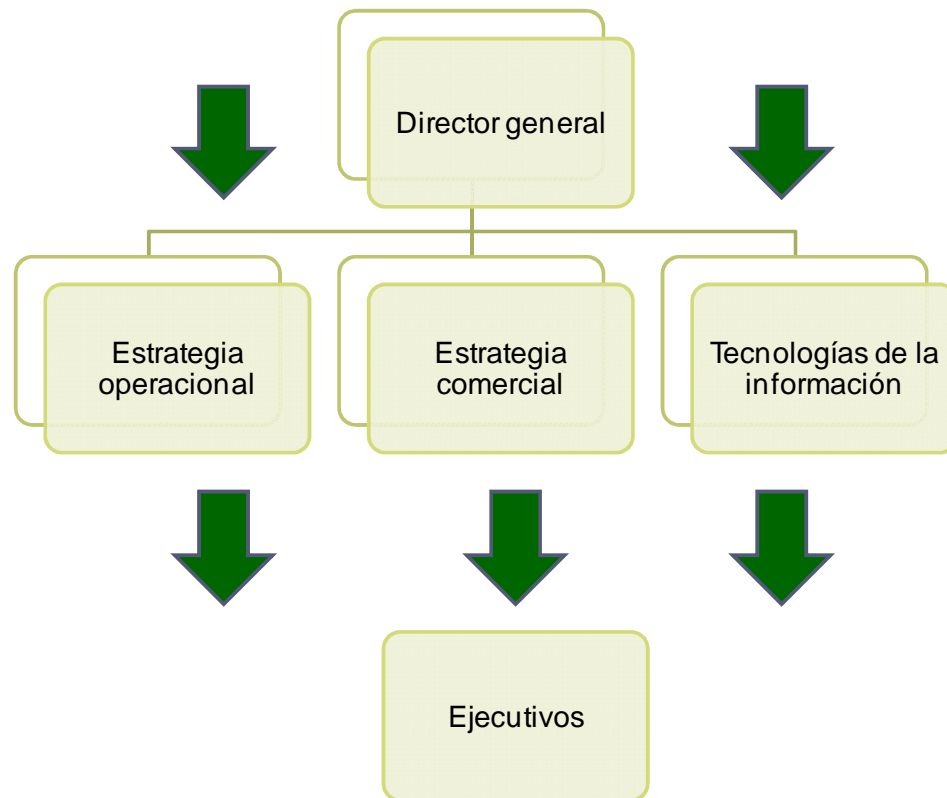 Director general
Estrategia
operacional
Estrategia
comercial
Tecnologías de la
información
Ejecutivos